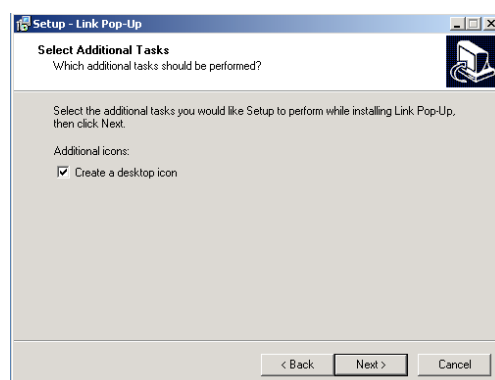 Setup - Link Pop-Up
Select Additional Tasks
Which additional tasks should be performed?
Select the additional tasks you would like Setup to perform while installing Link Pop-Up,
then click Next.
Additional icons:
Create a desktop icon
< Back Next > Cancel